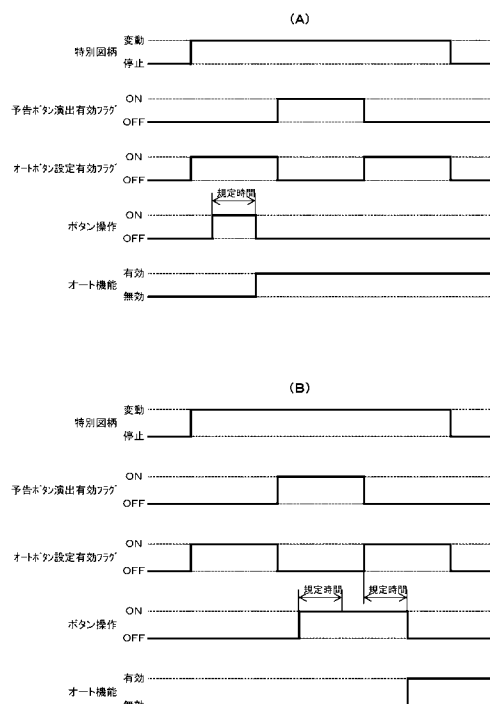 (A)
特別図柄
変動
停止
予告ボタン演出有効フラグ
ON
OFF
オートボタン設定有効フラグ
ON
OFF
規定時間
ボタン操作
ON
OFF
オート機能
有効
無効
(B)
特別図柄
変動
停止
予告ボタン演出有効フラグ
ON
OFF
オートボタン設定有効フラグ
ON
OFF
規定時間
規定時間
ボタン操作
ON
OFF
オート機能
有効
無効